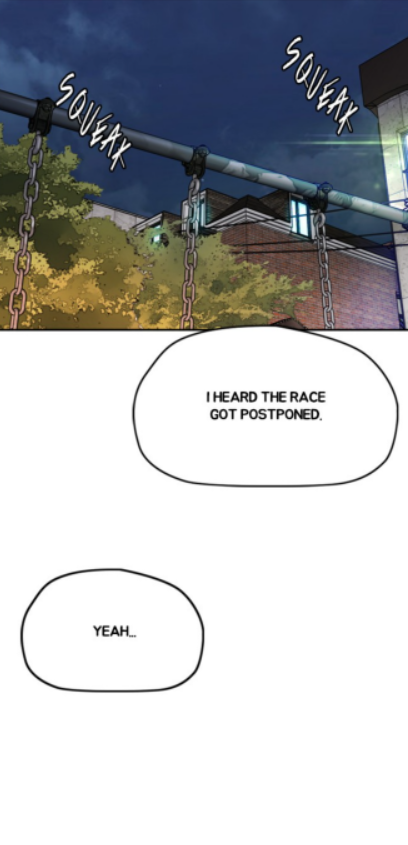 SQUEAK
SQUEAK
I HEARD THE RACE
GOT POSTPONED.
YEAH...